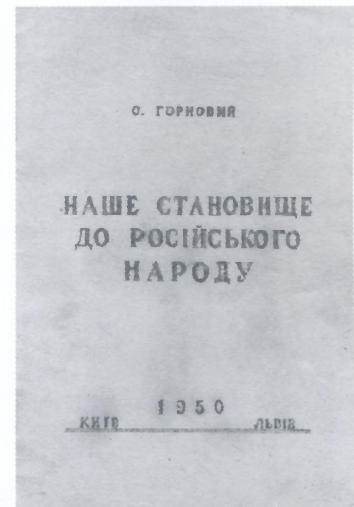 О. ГОРНОВИЙ
НАШЕ СТАНОВИЩЕ
ДО РОСІЙСЬКОГО
НАРОДУ
1950
КИЇВ ЛЬВІВ